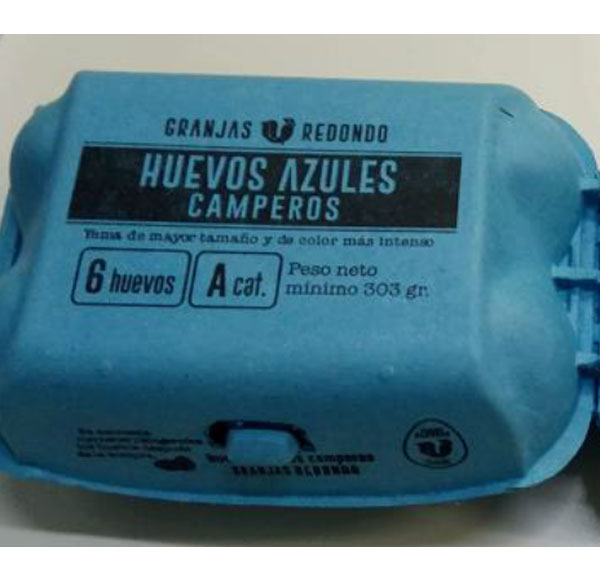 GRANJAS REDONDO
HUEVOS AZULES
CAMPEROS
Yema de mayor tamaño y de color más intenso
6 huevos
A cat.
Peso neto
mínimo 303 gr.
camperos
GRANJAS REDONDO